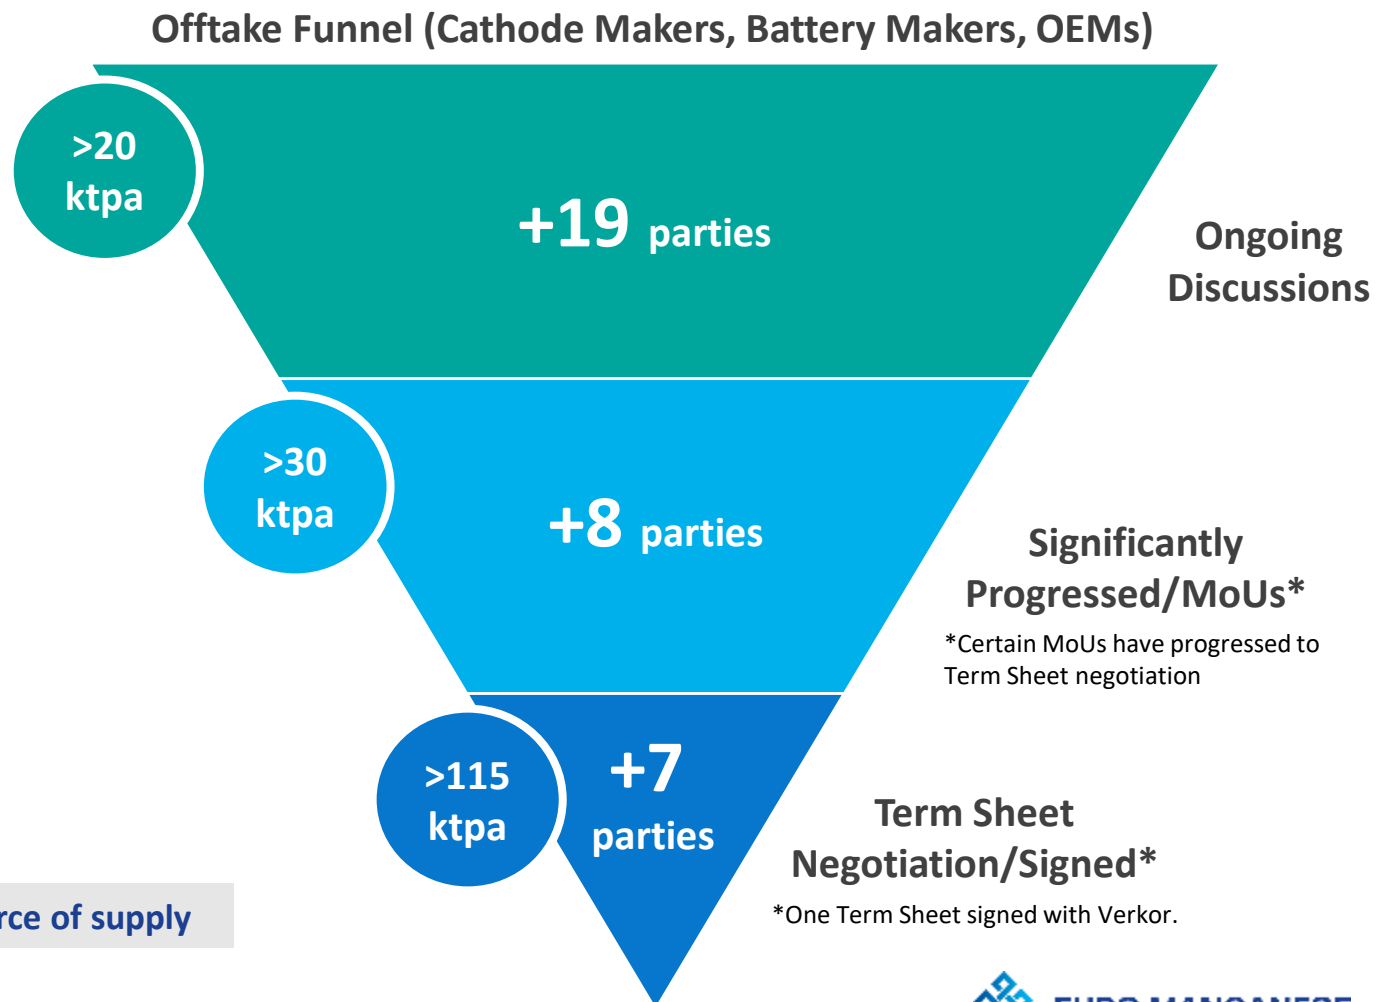 Offtake Funnel (Cathode Makers, Battery Makers, OEMs)
>20
ktpa
+19 parties
Ongoing
Discussions
>30
ktpa
+8 parties
Significantly
Progressed/MoUs*
*Certain MoUs have progressed to
Term Sheet negotiation
>115
ktpa
+7
parties
Term Sheet
Negotiation/Signed*
*One Term Sheet signed with Verkor.
of supply
EURO MANGANESE